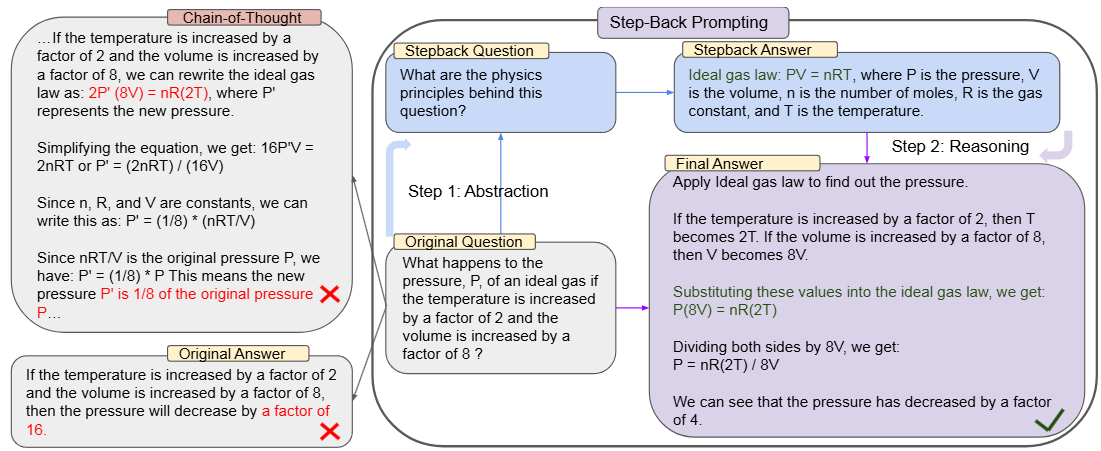 Chain-of-Thought
…If the temperature is increased by a
factor of 2 and the volume is increased by
a factor of 8, we can rewrite the ideal gas
law as: 2P' (8V) = nR(2T), where P'
represents the new pressure.
Simplifying the equation, we get: 16P'V =
2nRT or P' = (2nRT) / (16V)
Since n, R, and V are constants, we can
write this as: P' = (1/8) * (nRT/V)
Since nRT/V is the original pressure P, we
have: P' = (1/8) * P This means the new
pressure P' is 1/8 of the original pressure
P…
Original Answer
If the temperature is increased by a factor of 2
and the volume is increased by a factor of 8,
then the pressure will decrease by a factor of
16.
Step-Back Prompting
Stepback Question
What are the physics
principles behind this
question?
Stepback Answer
Ideal gas law: PV = nRT, where P is the pressure, V
is the volume, n is the number of moles, R is the gas
constant, and T is the temperature.
Step 1: Abstraction
Step 2: Reasoning
Original Question
What happens to the
pressure, P, of an ideal gas if
the temperature is increased
by a factor of 2 and the
volume is increased by a
factor of 8 ?
Final Answer
Apply Ideal gas law to find out the pressure.
If the temperature is increased by a factor of 2, then T
becomes 2T. If the volume is increased by a factor of 8,
then V becomes 8V.
Substituting these values into the ideal gas law, we get:
P(8V) = nR(2T)
Dividing both sides by 8V, we get:
P = nR(2T) / 8V
We can see that the pressure has decreased by a factor
of 4.